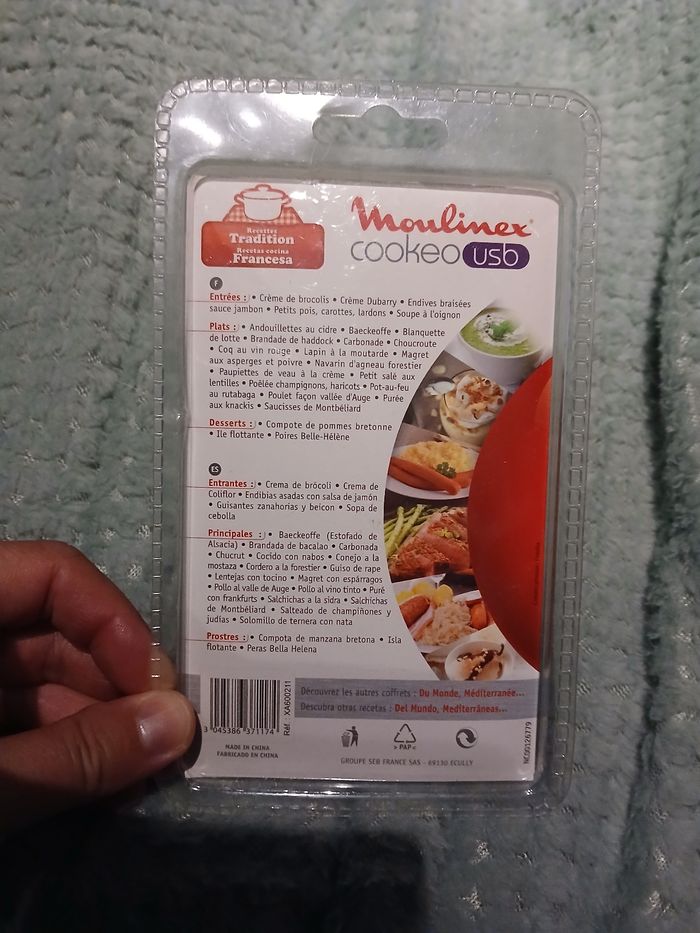 Recettes
Tradition
Recetas cocina
Francesa
Moulinex
cookeo usb
F
Entrées : • Crème de brocolis • Crème Dubarry • Endives braisées
sauce jambon • Petits pois, carottes, lardons • Soupe à l'oignon
Plats : • Andouillettes au cidre • Baeckeoffe • Blanquette
de lotte • Brandade de haddock • Carbonade • Choucroute
• Coq au vin rouge • Lapin à la moutarde • Magret
aux asperges et poivre • Navarin d'agneau forestier
• Paupiettes de veau à la crème • Petit salé aux
lentilles • Poêlée champignons, haricots • Pot-au-feu
au rutabaga • Poulet façon vallée d'Auge • Purée
aux knackis • Saucisses de Montbéliard
Desserts : • Compote de pommes bretonne
• Ile flottante • Poires Belle-Hélène
ES
Entrantes : • Crema de brócoli • Crema de
Coliflor • Endibias asadas con salsa de jamón
• Guisantes zanahorias y beicon • Sopa de
cebolla
Principales : • Baeckeoffe (Estofado de
Alsacia) • Brandada de bacalao • Carbonada
• Chucrut • Cocido con nabos • Conejo a la
mostaza • Cordero a la forestier • Guiso de rape
• Lentejas con tocino • Magret con espárragos
• Pollo al valle de Auge • Pollo al vino tinto • Puré
con frankfurts • Salchichas a la sidra • Salchichas
de Montbéliard • Salteado de champiñones y
judías • Solomillo de ternera con nata
Prostres : • Compota de manzana bretona • Isla
flotante • Peras Bella Helena
Découvrez les autres coffrets : Du Monde, Méditerranée...
Descubra otras recetas : Del Mundo, Mediterráneas...
3 045386 371174
Réf : XA600211
MADE IN CHINA
FABRICADO EN CHINA
> PAP <
GROUPE SEB FRANCE SAS - 69130 ECULLY
NC00126779